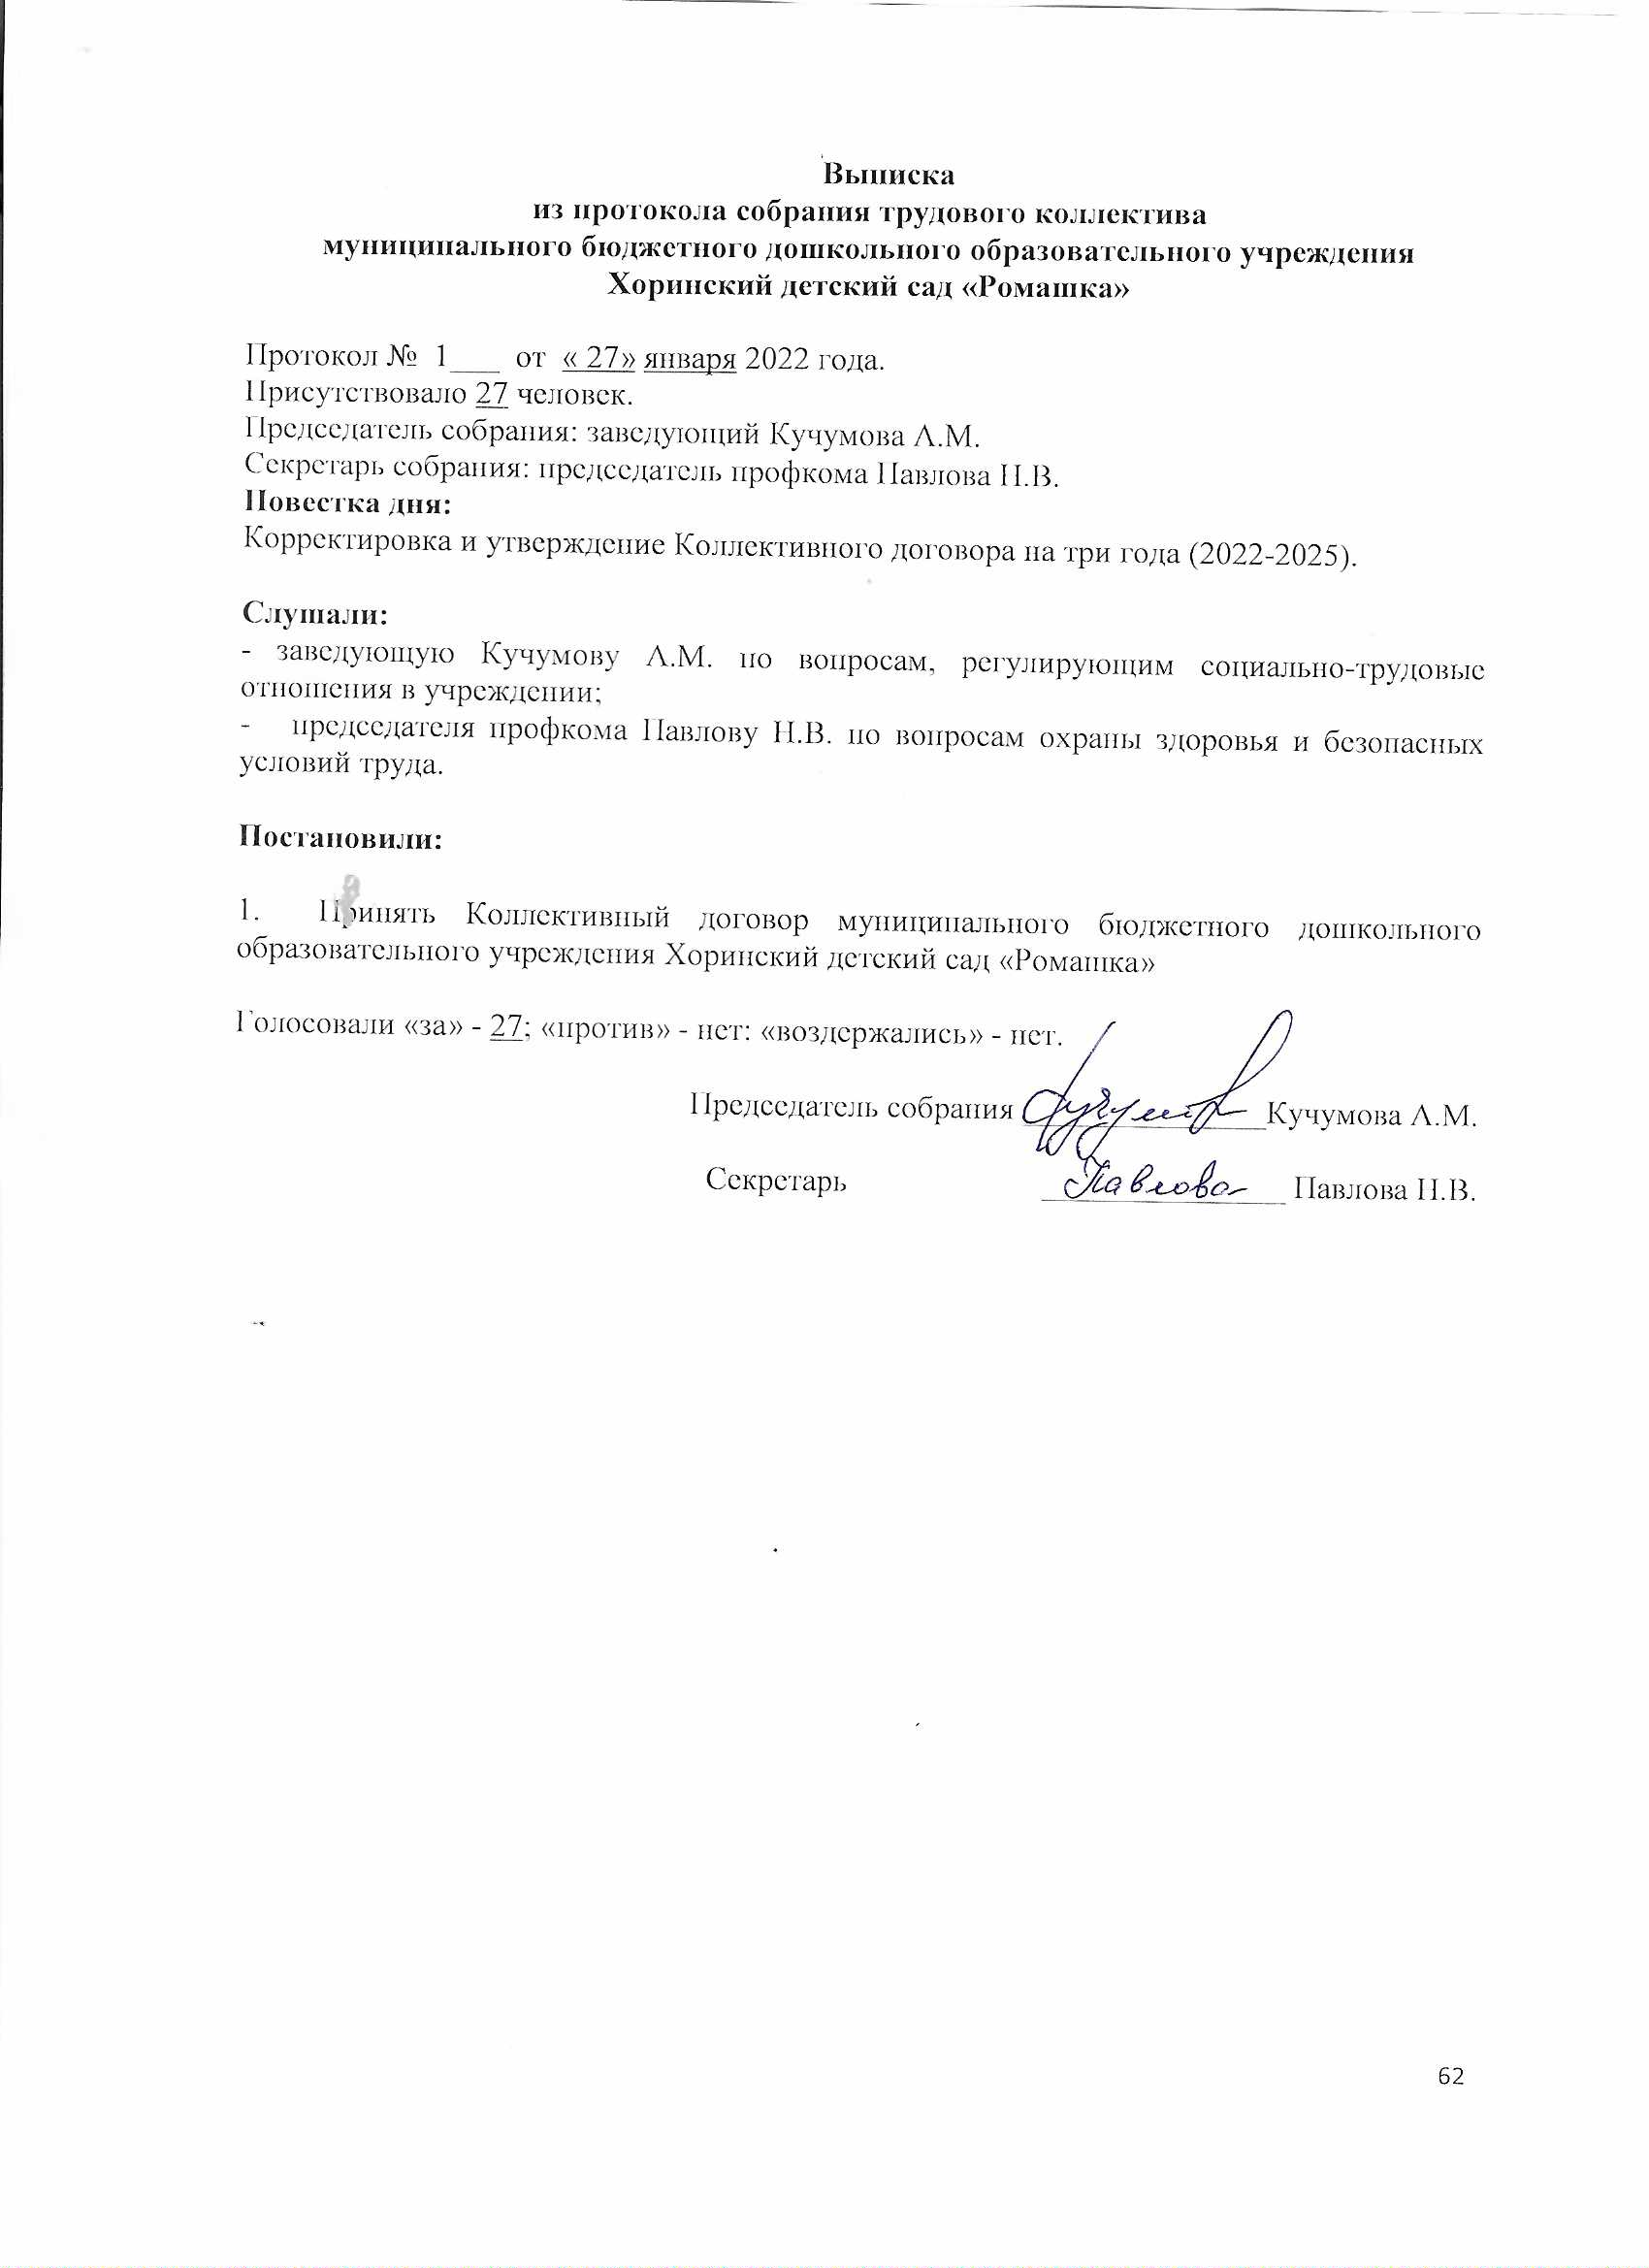 Выписка
из протокола собрания трудового коллектива
муниципального бюджетного дошкольного образовательного учреждения
Хоринский детский сад «Ромашка»
Протокол № 1___ от « 27» января 2022 года.
Присутствовало 27 человек.
Председатель собрания: заведующий Кучумова А.М.
Секретарь собрания: председатель профкома Павлова Н.В.
Повестка дня:
Корректировка и утверждение Коллективного договора на три года (2022-2025).
Слушали:
- заведующую Кучумову А.М. по вопросам, регулирующим социально-трудовые
отношения в учреждении;
- председателя профкома Павлову Н.В. по вопросам охраны здоровья и безопасных
условий труда.
Постановили:
1. Принять Коллективный договор муниципального бюджетного дошкольного
образовательного учреждения Хоринский детский сад «Ромашка»
Голосовали «за» - 27; «против» - нет: «воздержались» - нет.
Председатель собрания Кучумова А.М.
Секретарь Павлова Павлова Н.В.
62